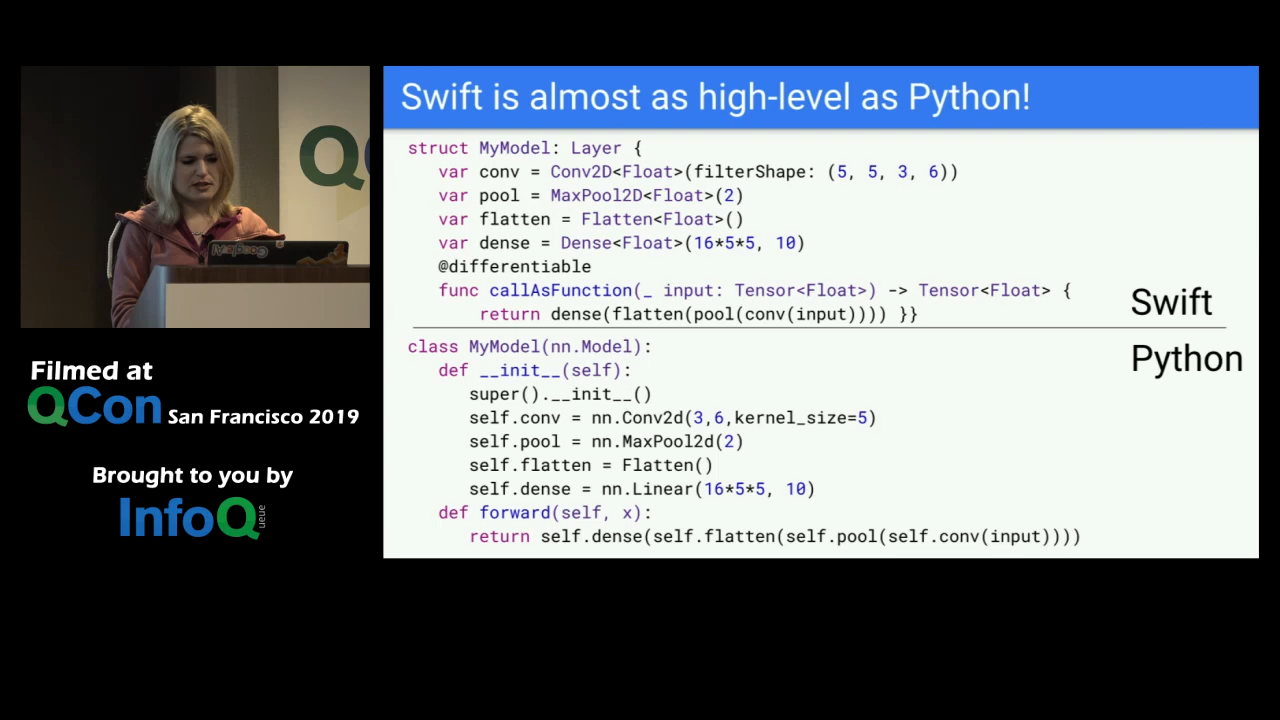 Swift is almost as high-level as Python!
struct MyModel: Layer {
var conv = Conv2D<Float>(filterShape: (5, 5, 3, 6))
var pool = MaxPool2D<Float>(2)
var flatten = Flatten<Float>()
var dense = Dense<Float>(16*5*5, 10)
@differentiable
func callAsFunction(_ input: Tensor<Float>) -> Tensor<Float> {
return dense(flatten(pool(conv(input)))) }}
Swift
Python
class MyModel(nn.Model):
def __init__(self):
super().__init__()
self.conv = nn.Conv2d(3,6,kernel_size=5)
self.pool = nn.MaxPool2d(2)
self.flatten = Flatten()
self.dense = nn.Linear(16*5*5, 10)
def forward(self, x):
return self.dense(self.flatten(self.pool(self.conv(input))))
Q
Filmed at
QCon San Francisco 2019
Brought to you by
InfoQ
ueue